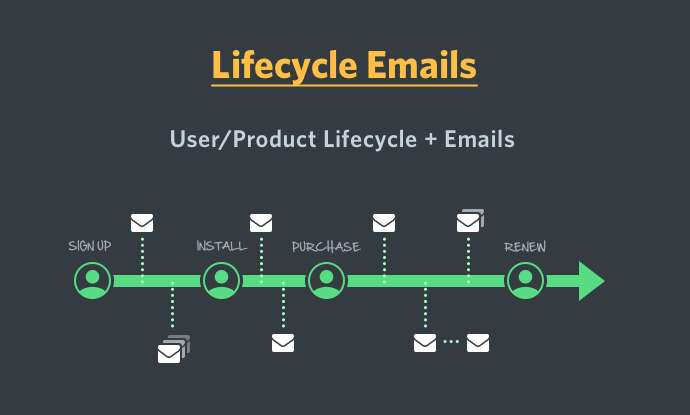 Lifecycle Emails
User/Product Lifecycle + Emails
SIGN UP
INSTALL
PURCHASE
RENEW